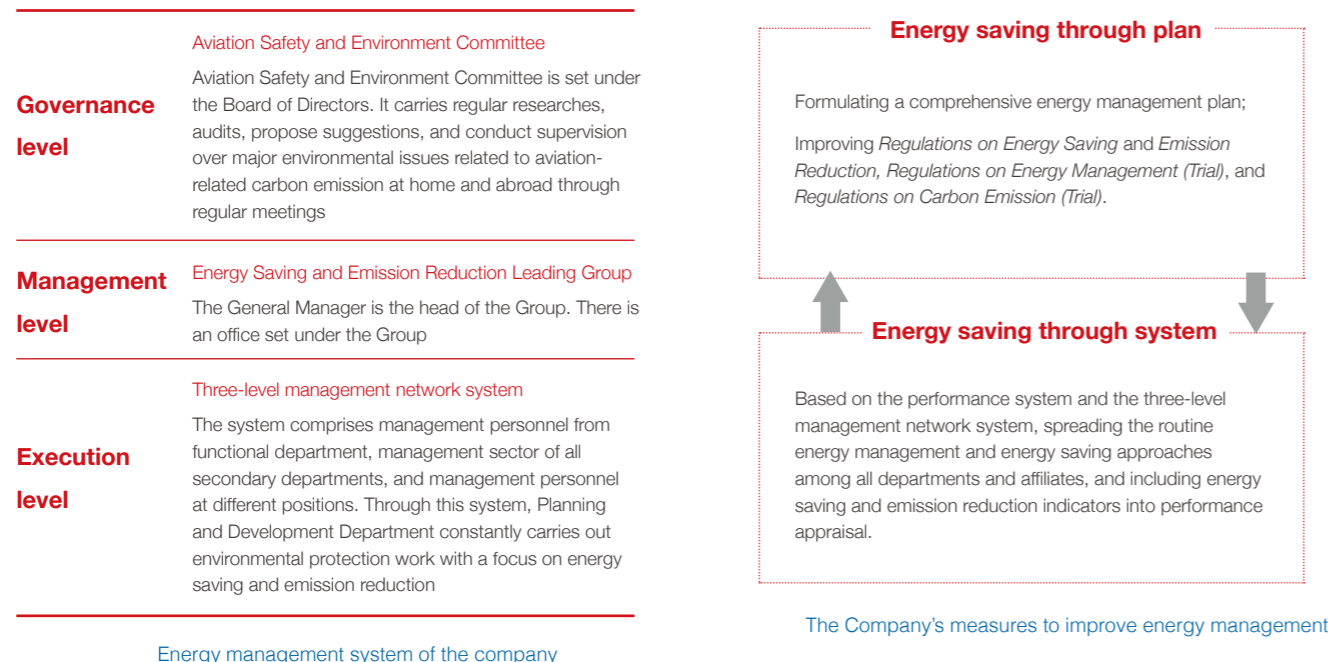 Governance
level
Aviation Safety and Environment Committee
Aviation Safety and Environment Committee is set under
the Board of Directors. It carries regular researches,
audits, propose suggestions, and conduct supervision
over major environmental issues related to aviation-
related carbon emission at home and abroad through
regular meetings
Management
level
Energy Saving and Emission Reduction Leading Group
The General Manager is the head of the Group. There is
an office set under the Group
Execution
level
Three-level management network system
The system comprises management personnel from
functional department, management sector of all
secondary departments, and management personnel
at different positions. Through this system, Planning
and Development Department constantly carries out
environmental protection work with a focus on energy
saving and emission reduction
Energy management system of the company
Energy saving through plan
Formulating a comprehensive energy management plan;
Improving Regulations on Energy Saving and Emission
Reduction, Regulations on Energy Management (Trial), and
Regulations on Carbon Emission (Trial).
Energy saving through system
Based on the performance system and the three-level
management network system, spreading the routine
energy management and energy saving approaches
among all departments and affiliates, and including energy
saving and emission reduction indicators into performance
appraisal.
The Company's measures to improve energy management